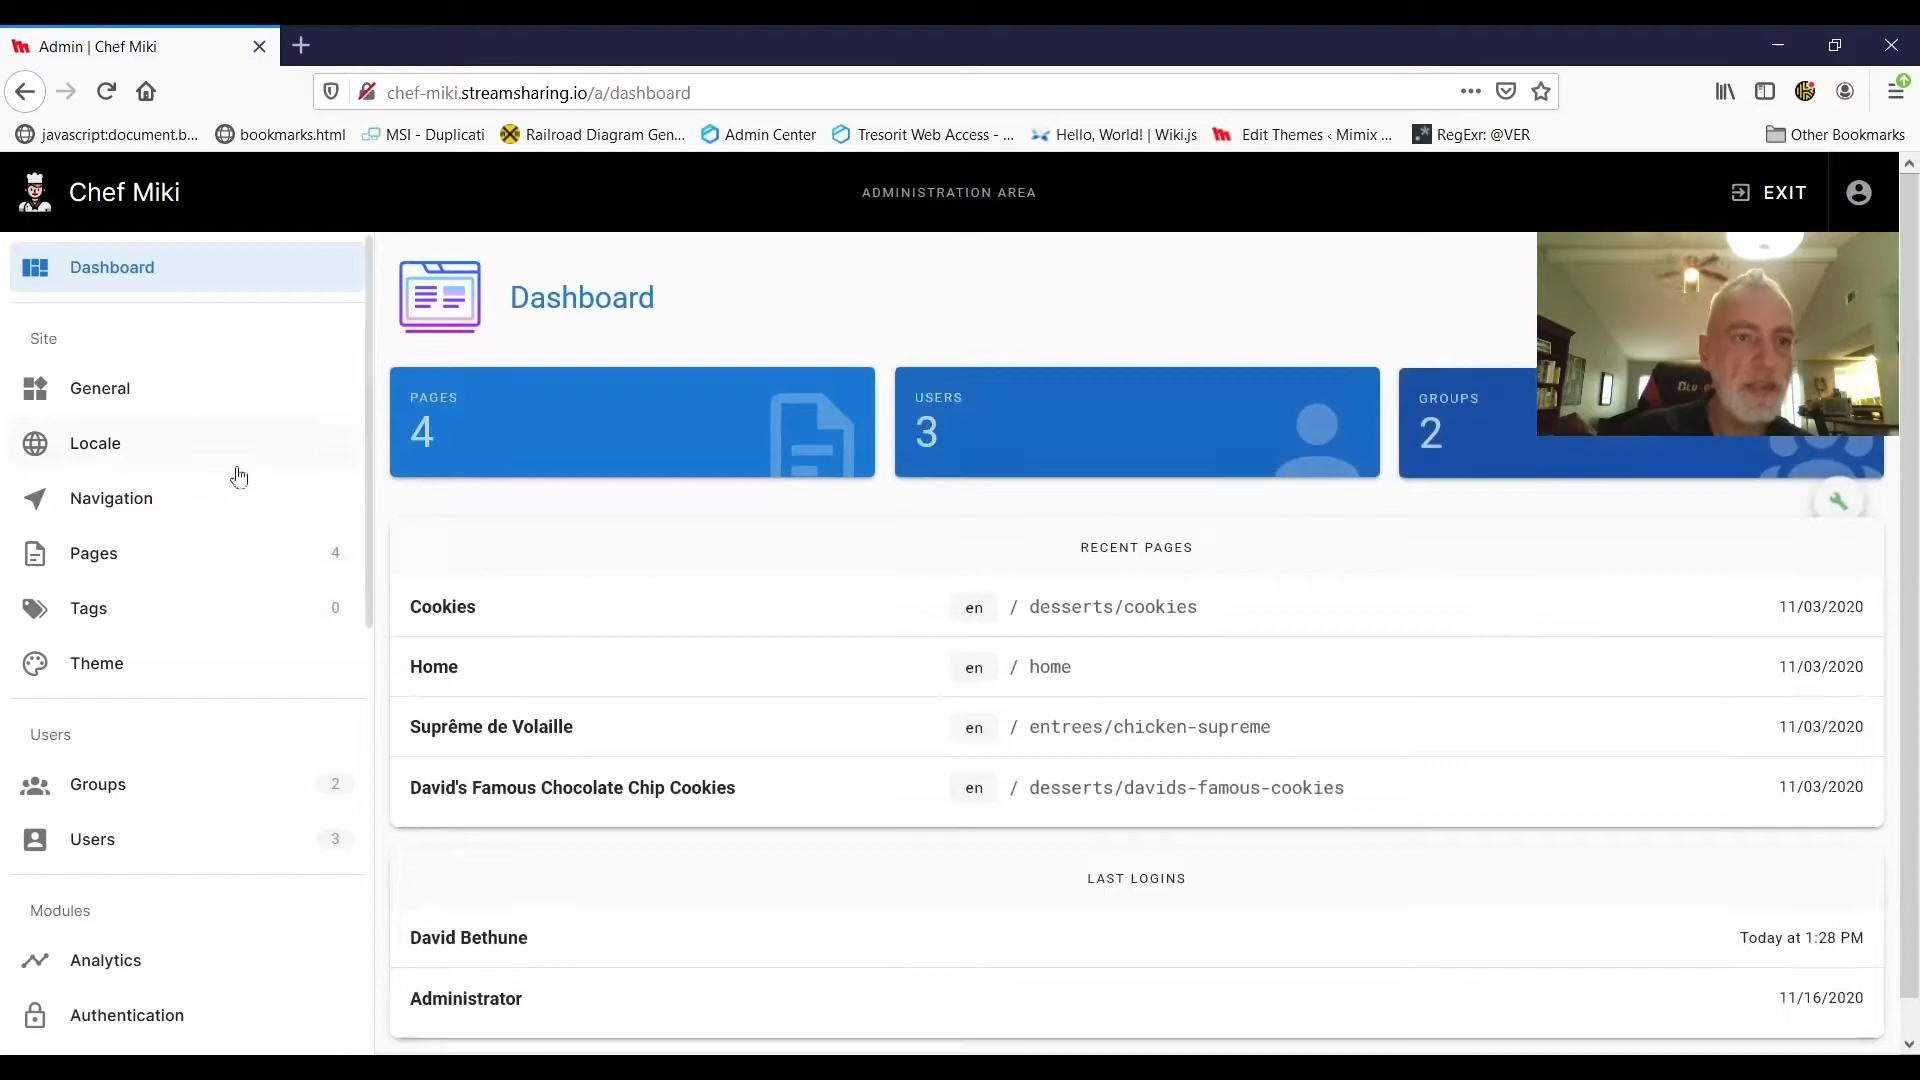 Admin | Chef Miki
chef-miki.streamsharing.io/a/dashboard
javascript:document.b...
bookmarks.html
MSI - Duplicati
Railroad Diagram Gen...
Admin Center
Tresorit Web Access - ...
Hello, World! | Wiki.js
Edit Themes ‹ Mimix ...
RegExr: @VER
Other Bookmarks
Chef Miki
ADMINISTRATION AREA
EXIT
Dashboard
Site
General
Locale
Navigation
Pages 4
Tags 0
Theme
Users
Groups 2
Users 3
Modules
Analytics
Authentication
Dashboard
PAGES
4
USERS
3
GROUPS
2
RECENT PAGES
Cookies en / desserts/cookies 11/03/2020
Home en / home 11/03/2020
Suprême de Volaille en / entrees/chicken-supreme 11/03/2020
David's Famous Chocolate Chip Cookies en / desserts/davids-famous-cookies 11/03/2020
LAST LOGINS
David Bethune Today at 1:28 PM
Administrator 11/16/2020